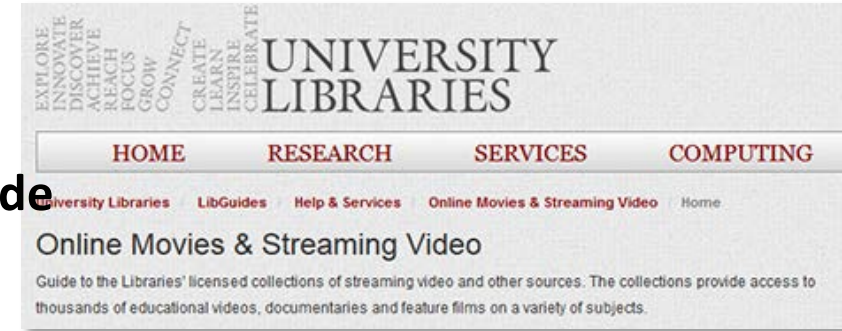 EXPLORE
INNOVATE
DISCOVER
ACHIEVE
REACH
FOCUS
GROW
CONNECT
CREATE
LEARN
INSPIRE
CELEBRATE
UNIVERSITY
LIBRARIES
HOME RESEARCH SERVICES COMPUTING
de
University Libraries / LibGuides / Help & Services / Online Movies & Streaming Video / Home
Online Movies & Streaming Video
Guide to the Libraries' licensed collections of streaming video and other sources. The collections provide access to
thousands of educational videos, documentaries and feature films on a variety of subjects.